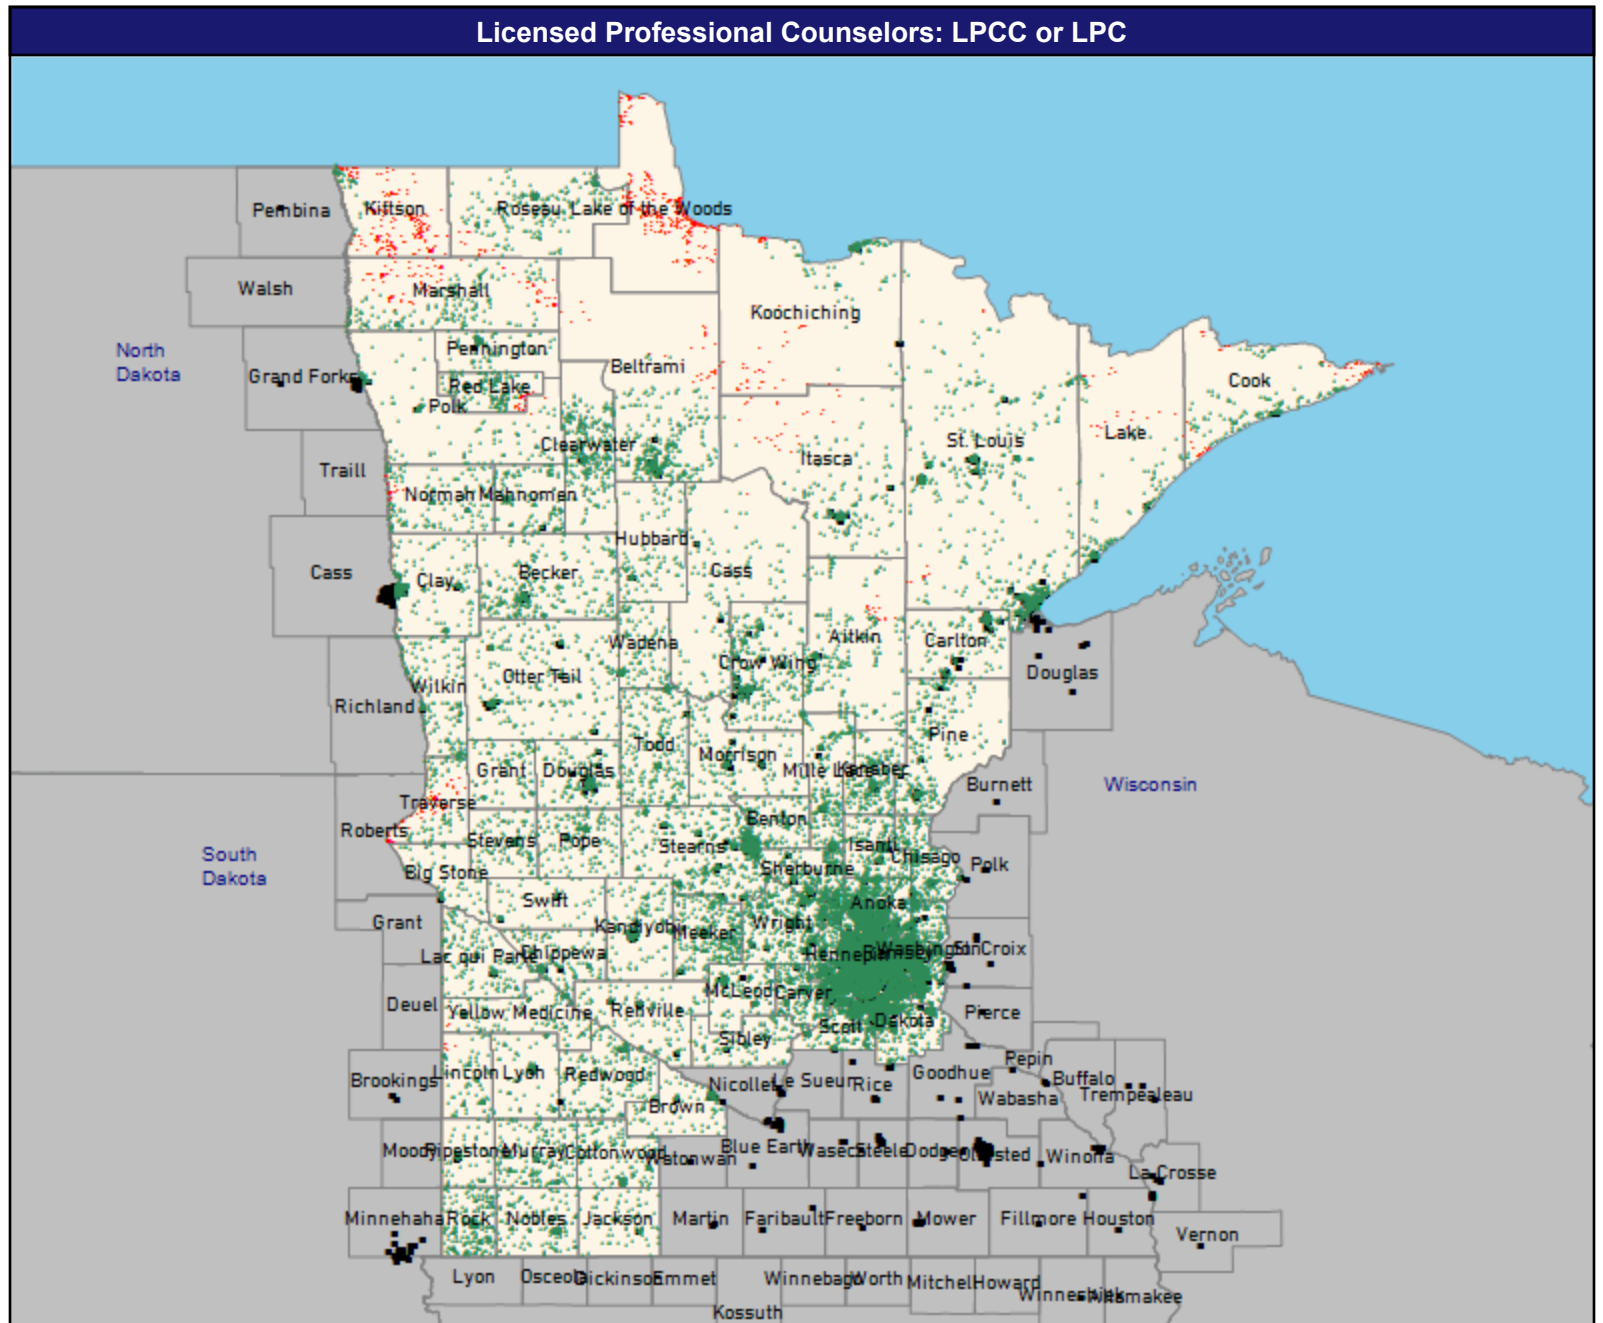 Licensed Professional Counselors: LPCC or LPC
Pembina
Kittson
Roseau
Lake of the Woods
Walsh
Marshall
Koochiching
North
Dakota
Pennington
Beltrami
Grand Forks
Red Lake
Cook
Polk
Clearwater
St. Louis
Lake
Itasca
Traill
Norman
Mahnomen
Hubbard
Cass
Clay
Becker
Cass
Wadena
Aitkin
Carlton
Crow Wing
Douglas
Otter Tail
Wilkin
Richland
Pine
Todd
Morrison
Grant
Douglas
Mille Lacs
Kanabec
Burnett
Wisconsin
Traverse
Roberts
Stevens
Pope
Benton
Stearns
Isanti
Chisago
Polk
South
Dakota
Sherburne
Big Stone
Swift
Anoka
Grant
Kandiyohi
Meeker
Wright
Lac qui Parle
Chippewa
Hennepin
Ramsey
Washington
St. Croix
McLeod
Carver
Deuel
Yellow Medicine
Renville
Scott
Dakota
Pierce
Sibley
Pepin
Brookings
Lincoln
Lyon
Redwood
Nicollet
Le Sueur
Rice
Goodhue
Buffalo
Trempealeau
Wabasha
Brown
Moody
Pipestone
Murray
Cottonwood
Watonwan
Blue Earth
Waseca
Steele
Dodge
Olmsted
Winona
La Crosse
Minnehaha
Rock
Nobles
Jackson
Martin
Faribault
Freeborn
Mower
Fillmore
Houston
Vernon
Lyon
Osceola
Dickinson
Emmet
Winnebago
Worth
Mitchell
Howard
Winneshiek
Allamakee
Kossuth